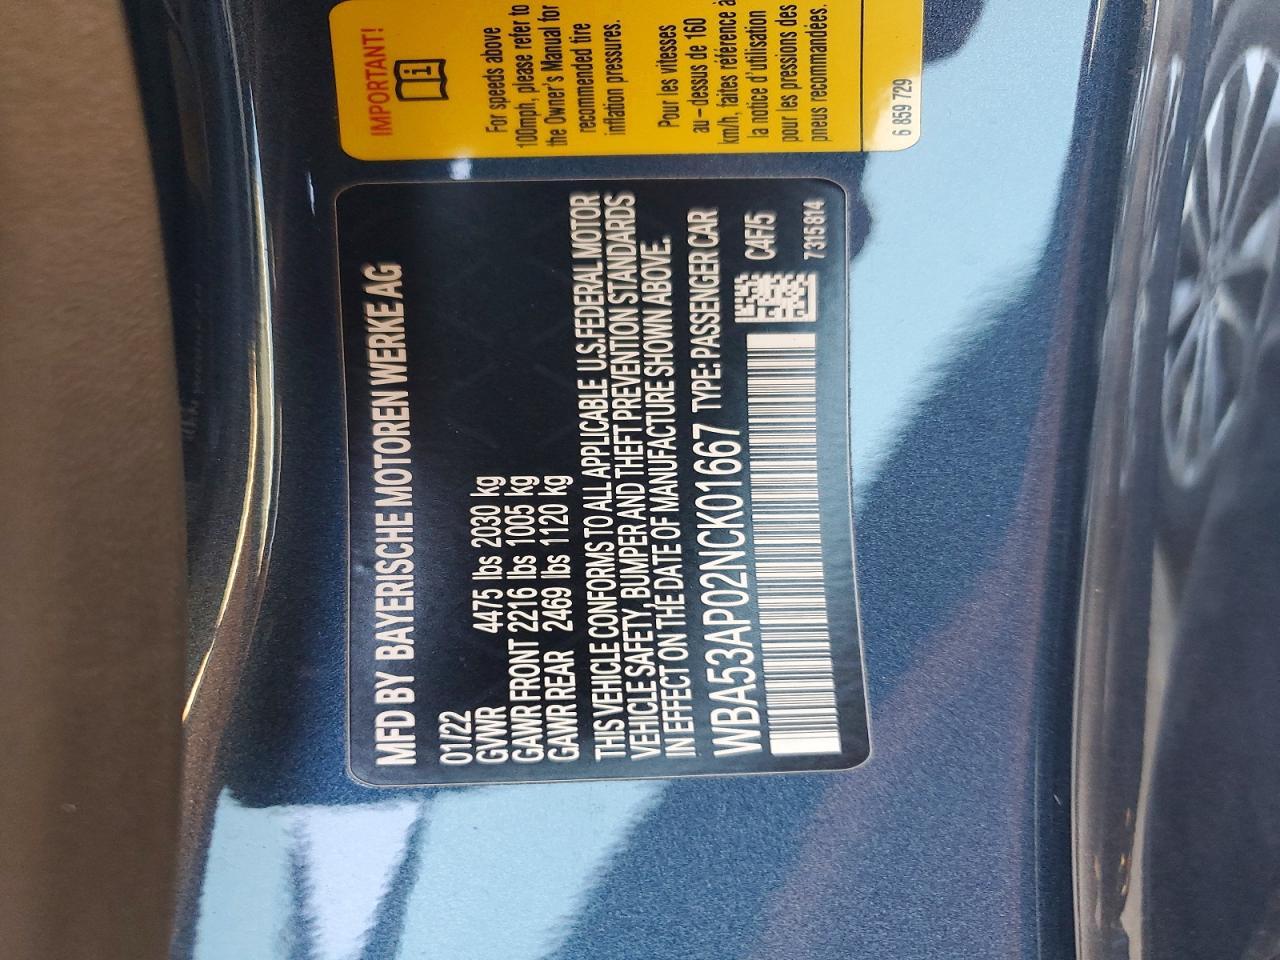 IMPORTANT!
For speeds above
100mph, please refer to
the Owner's Manual for
recommended tire
inflation pressures.
Pour les vitesses
au-dessus de 160
km/h, faites référence à
la notice d'utilisation
pour les pressions des
pneus recommandées.
6 859 729
MFD BY BAYERISCHE MOTOREN WERKE AG
01/22
GVWR 4475 lbs 2030 kg
GAWR FRONT 2216 lbs 1005 kg
GAWR REAR 2469 lbs 1120 kg
THIS VEHICLE CONFORMS TO ALL APPLICABLE U.S.FEDERAL MOTOR
VEHICLE SAFETY, BUMPER AND THEFT PREVENTION STANDARDS
IN EFFECT ON THE DATE OF MANUFACTURE SHOWN ABOVE.
WBA53AP02NCK01667 TYPE: PASSENGER CAR
C4F/5
7315814